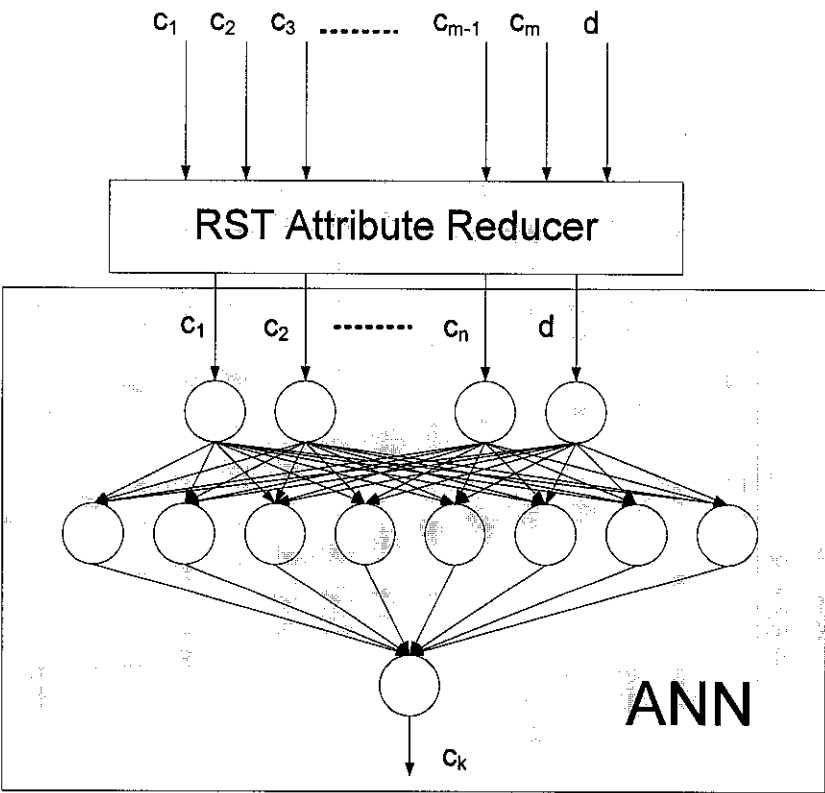 c1 c2 c3 ........ cm-1 cm d
RST Attribute Reducer
c1 c2 ........ cn d
ANN
ck